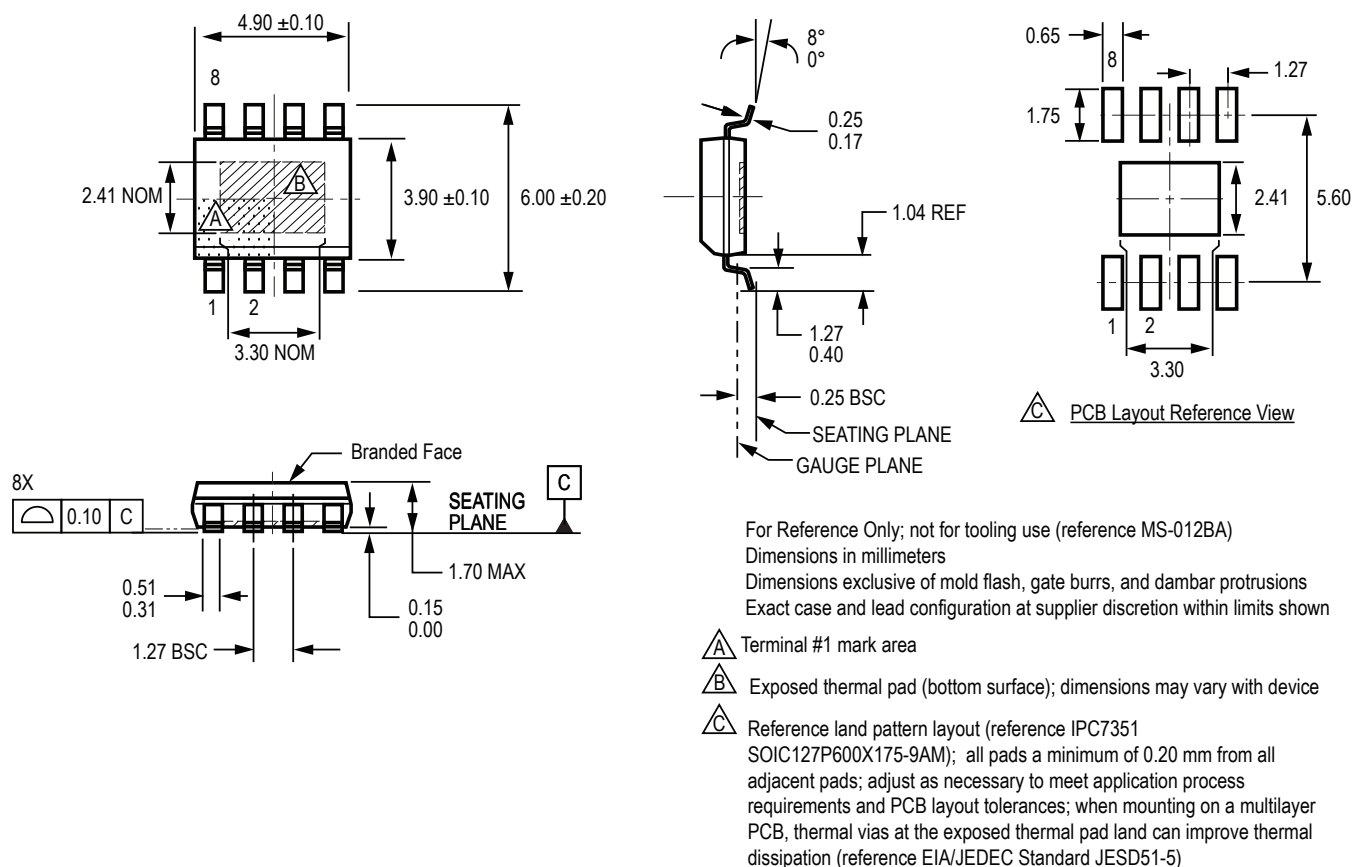 4.90 ±0.10
8
B
A
2.41 NOM
3.90 ±0.10
6.00 ±0.20
1
2
3.30 NOM
8°
0°
0.25
0.17
1.04 REF
1.27
0.40
0.25 BSC
SEATING PLANE
GAUGE PLANE
0.65
8
1.27
1.75
2.41
5.60
1
2
3.30
C
PCB Layout Reference View
8X
0.10
C
Branded Face
SEATING
PLANE
C
1.70 MAX
0.51
0.31
0.15
0.00
1.27 BSC
For Reference Only; not for tooling use (reference MS-012BA)
Dimensions in millimeters
Dimensions exclusive of mold flash, gate burrs, and dambar protrusions
Exact case and lead configuration at supplier discretion within limits shown
A Terminal #1 mark area
B Exposed thermal pad (bottom surface); dimensions may vary with device
C Reference land pattern layout (reference IPC7351
SOIC127P600X175-9AM); all pads a minimum of 0.20 mm from all
adjacent pads; adjust as necessary to meet application process
requirements and PCB layout tolerances; when mounting on a multilayer
PCB, thermal vias at the exposed thermal pad land can improve thermal
dissipation (reference EIA/JEDEC Standard JESD51-5)